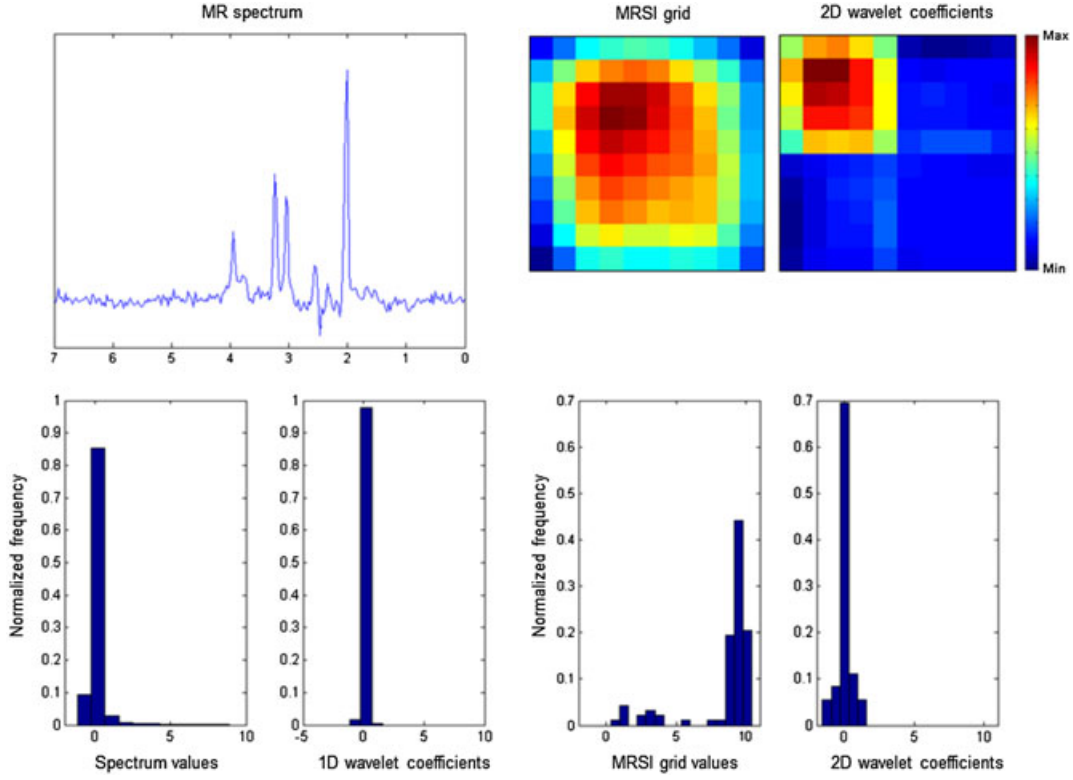 MR spectrum
MRSI grid
2D wavelet coefficients
Max
Min
7 6 5 4 3 2 1 0
1
0.9
0.8
0.7
0.6
0.5
0.4
0.3
0.2
0.1
0
Normalized frequency
0 5 10
Spectrum values
1
0.9
0.8
0.7
0.6
0.5
0.4
0.3
0.2
0.1
0
-5 0 5 10
1D wavelet coefficients
0.7
0.6
0.5
0.4
0.3
0.2
0.1
0
Normalized frequency
0 5 10
MRSI grid values
0.7
0.6
0.5
0.4
0.3
0.2
0.1
0
0 5 10
2D wavelet coefficients